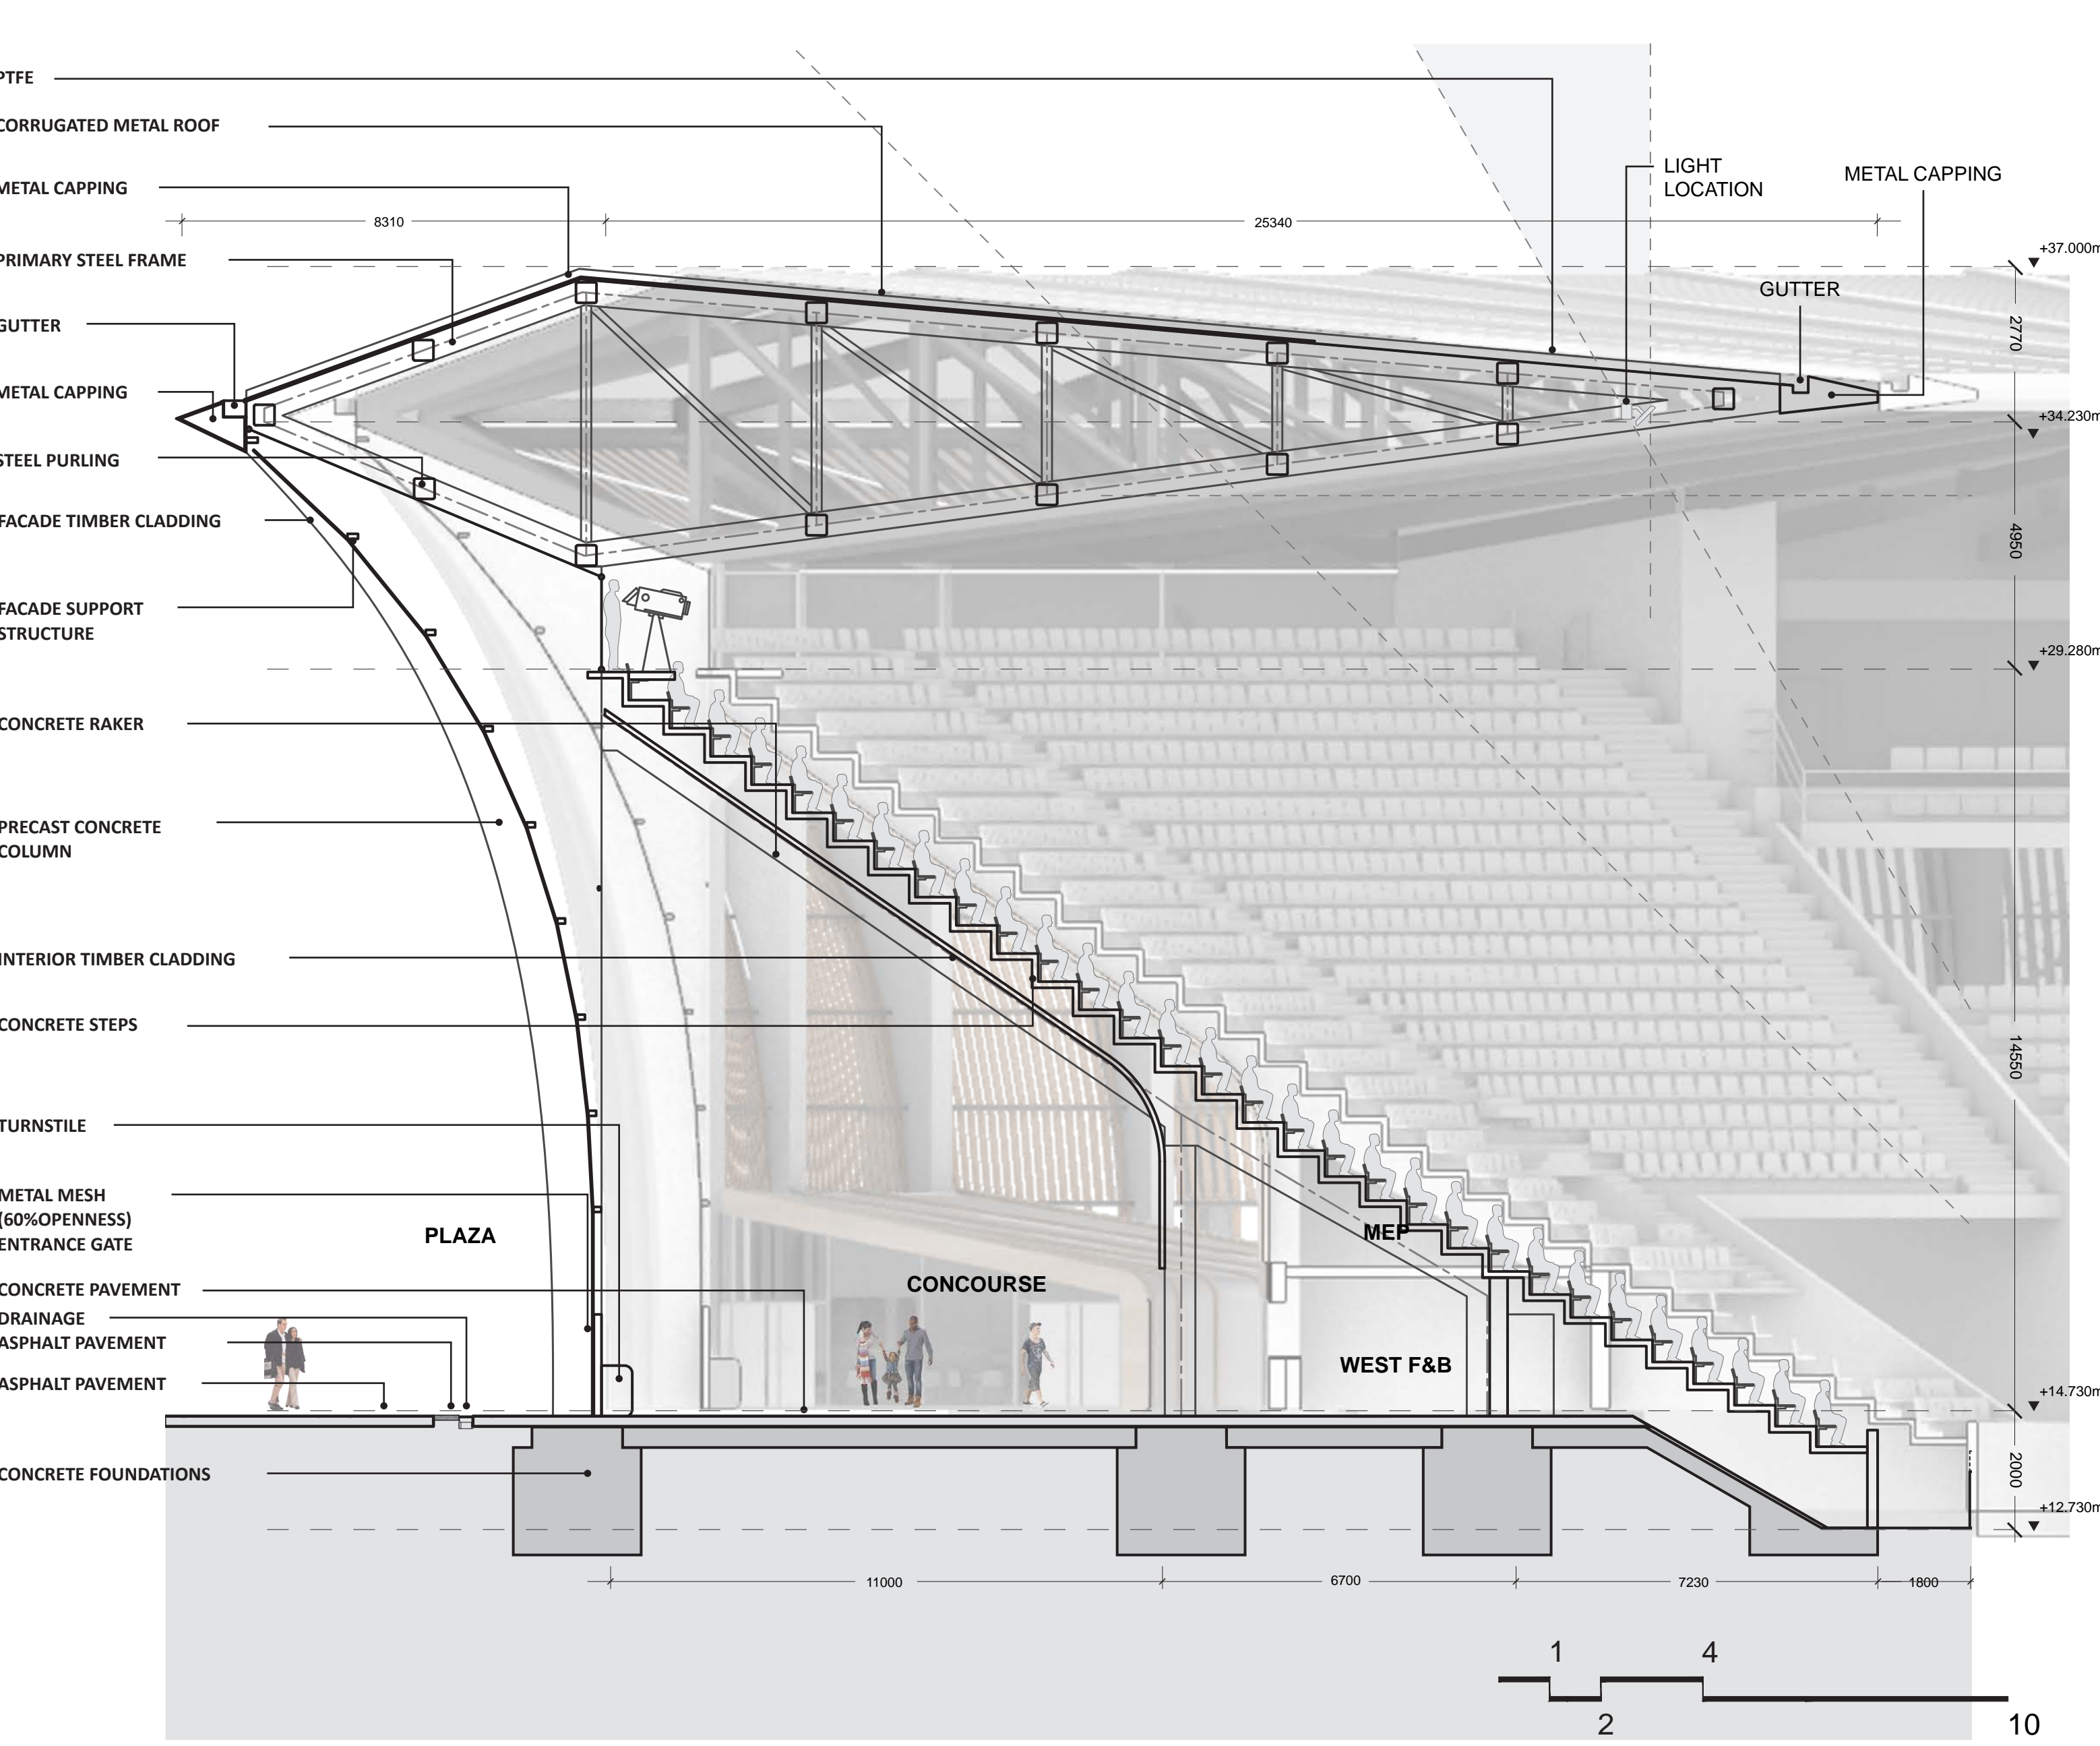 PTFE
CORRUGATED METAL ROOF
METAL CAPPING
PRIMARY STEEL FRAME
GUTTER
METAL CAPPING
STEEL PURLING
FACADE TIMBER CLADDING
FACADE SUPPORT
STRUCTURE
CONCRETE RAKER
PRECAST CONCRETE
COLUMN
INTERIOR TIMBER CLADDING
CONCRETE STEPS
TURNSTILE
METAL MESH
(60%OPENNESS)
ENTRANCE GATE
CONCRETE PAVEMENT
DRAINAGE
ASPHALT PAVEMENT
ASPHALT PAVEMENT
CONCRETE FOUNDATIONS
8310
25340
LIGHT
LOCATION
METAL CAPPING
GUTTER
+37.000m
2770
+34.230m
4950
+29.280m
14550
+14.730m
2000
+12.730m
PLAZA
CONCOURSE
MEP
WEST F&B
11000
6700
7230
1800
1
4
2
10